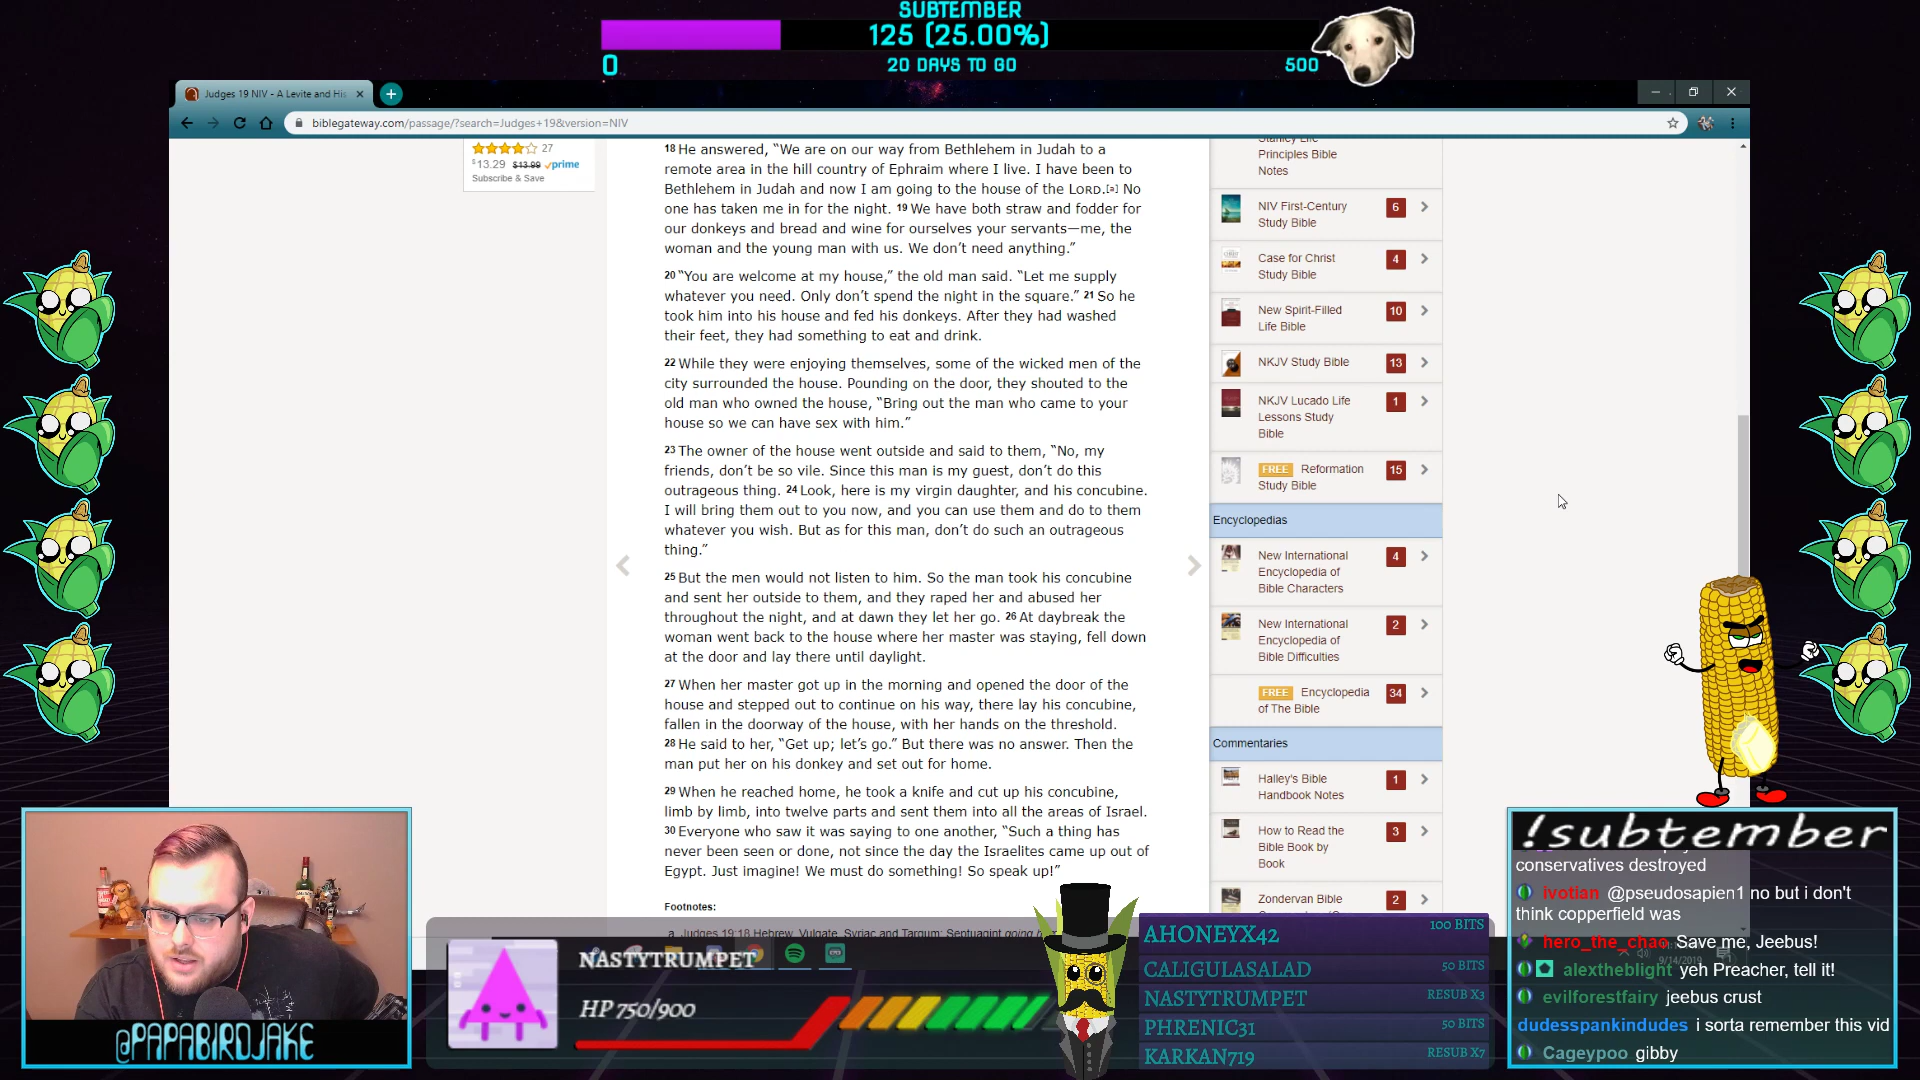 SUBTEMBER
125 (25.00%)
0
20 DAYS TO GO
500
Judges 19 NIV - A Levite and His
biblegateway.com/passage/?search=Judges+19&version=NIV
27
$13.29 $13.99 prime
Subscribe & Save
18 He answered, “We are on our way from Bethlehem in Judah to a
remote area in the hill country of Ephraim where I live. I have been to
Bethlehem in Judah and now I am going to the house of the LORD.[a] No
one has taken me in for the night. 19 We have both straw and fodder for
our donkeys and bread and wine for ourselves your servants—me, the
woman and the young man with us. We don’t need anything.”
20 “You are welcome at my house,” the old man said. “Let me supply
whatever you need. Only don’t spend the night in the square.” 21 So he
took him into his house and fed his donkeys. After they had washed
their feet, they had something to eat and drink.
22 While they were enjoying themselves, some of the wicked men of the
city surrounded the house. Pounding on the door, they shouted to the
old man who owned the house, “Bring out the man who came to your
house so we can have sex with him.”
23 The owner of the house went outside and said to them, “No, my
friends, don’t be so vile. Since this man is my guest, don’t do this
outrageous thing. 24 Look, here is my virgin daughter, and his concubine.
I will bring them out to you now, and you can use them and do to them
whatever you wish. But as for this man, don’t do such an outrageous
thing.”
25 But the men would not listen to him. So the man took his concubine
and sent her outside to them, and they raped her and abused her
throughout the night, and at dawn they let her go. 26 At daybreak the
woman went back to the house where her master was staying, fell down
at the door and lay there until daylight.
27 When her master got up in the morning and opened the door of the
house and stepped out to continue on his way, there lay his concubine,
fallen in the doorway of the house, with her hands on the threshold.
28 He said to her, “Get up; let’s go.” But there was no answer. Then the
man put her on his donkey and set out for home.
29 When he reached home, he took a knife and cut up his concubine,
limb by limb, into twelve parts and sent them into all the areas of Israel.
30 Everyone who saw it was saying to one another, “Such a thing has
never been seen or done, not since the day the Israelites came up out of
Egypt. Just imagine! We must do something! So speak up!”
Footnotes:
a. Judges 19:18 Hebrew, Vulgate, Syriac and Targum; Septuagint going
Stanley Life
Principles Bible
Notes
NIV First-Century 6
Study Bible
Case for Christ 4
Study Bible
New Spirit-Filled 10
Life Bible
NKJV Study Bible 13
NKJV Lucado Life 1
Lessons Study
Bible
FREE Reformation 15
Study Bible
Encyclopedias
New International 4
Encyclopedia of
Bible Characters
New International 2
Encyclopedia of
Bible Difficulties
FREE Encyclopedia 34
of The Bible
Commentaries
Halley's Bible 1
Handbook Notes
How to Read the 3
Bible Book by
Book
Zondervan Bible 2
@PAPABIRDJAKE
NASTYTRUMPET
HP 750/900
AHONEYX42 100 BITS
CALIGULASALAD 50 BITS
NASTYTRUMPET RESUB X3
PHRENIC31 50 BITS
KARKAN719 RESUB X7
!subtember
conservatives destroyed
ivotian @pseudosapien1 no but i don't
think copperfield was
hero_the_chao Save me, Jeebus!
9/14/2019
alextheblight yeh Preacher, tell it!
evilforestfairy jeebus crust
dudesspankindudes i sorta remember this vid
Cageypoo gibby